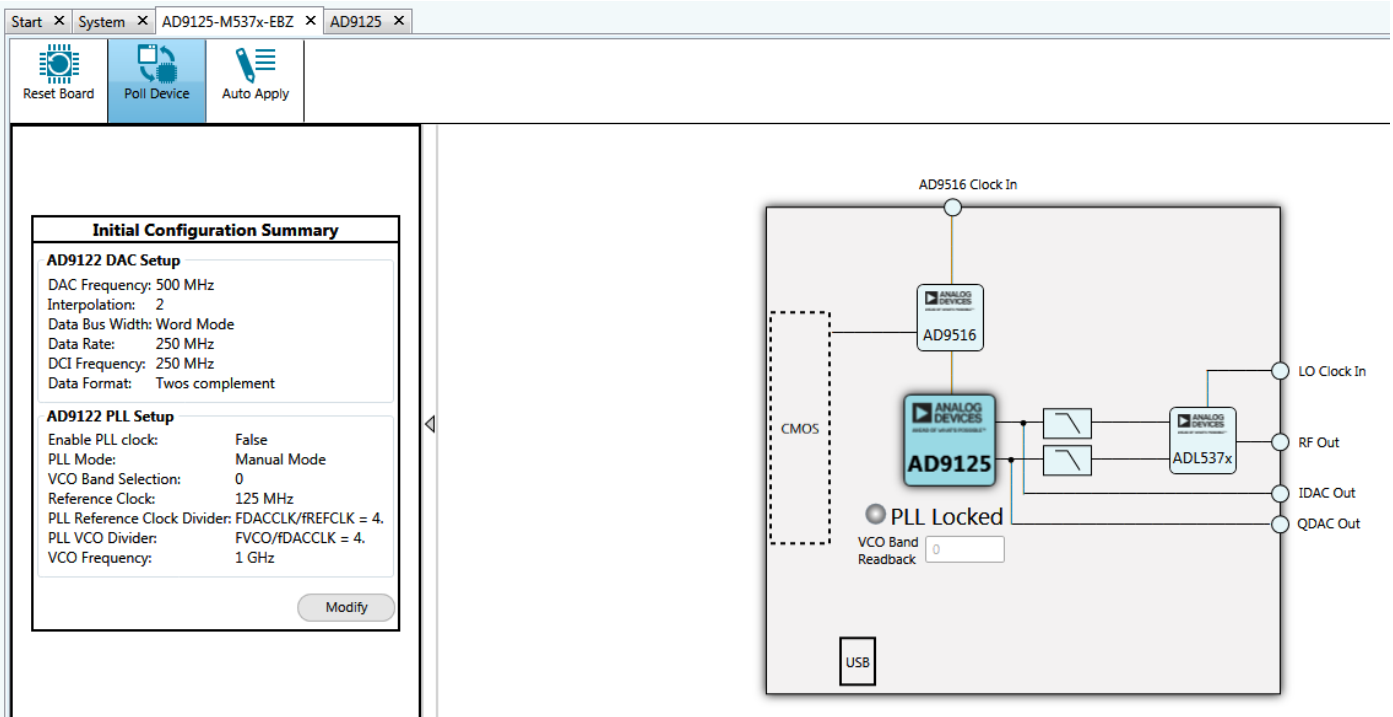 Start × System × AD9125-M537x-EBZ × AD9125 ×
Reset Board Poll Device Auto Apply
Initial Configuration Summary
AD9122 DAC Setup
DAC Frequency: 500 MHz
Interpolation: 2
Data Bus Width: Word Mode
Data Rate: 250 MHz
DCI Frequency: 250 MHz
Data Format: Twos complement
AD9122 PLL Setup
Enable PLL clock: False
PLL Mode: Manual Mode
VCO Band Selection: 0
Reference Clock: 125 MHz
PLL Reference Clock Divider: FDACCLK/fREFCLK = 4.
PLL VCO Divider: FVCO/fDACCLK = 4.
VCO Frequency: 1 GHz
Modify
AD9516 Clock In
ANALOG
DEVICES
AD9516
CMOS
ANALOG
DEVICES
AHEAD OF WHAT'S POSSIBLE™
AD9125
ANALOG
DEVICES
ADL537x
LO Clock In
RF Out
IDAC Out
QDAC Out
PLL Locked
VCO Band
Readback
0
USB